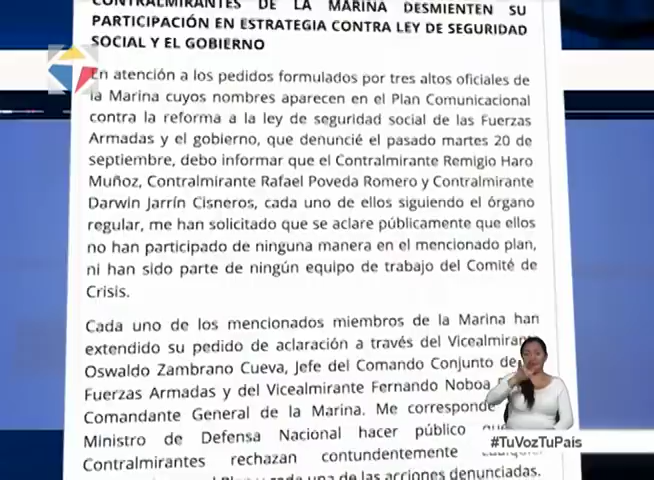 CONTRALMIRANTES DE LA MARINA DESMIENTEN SU
PARTICIPACIÓN EN ESTRATEGIA CONTRA LEY DE SEGURIDAD
SOCIAL Y EL GOBIERNO
En atención a los pedidos formulados por tres altos oficiales de
la Marina cuyos nombres aparecen en el Plan Comunicacional
contra la reforma a la ley de seguridad social de las Fuerzas
Armadas y el gobierno, que denuncié el pasado martes 20 de
septiembre, debo informar que el Contralmirante Remigio Haro
Muñoz, Contralmirante Rafael Poveda Romero y Contralmirante
Darwin Jarrín Cisneros, cada uno de ellos siguiendo el órgano
regular, me han solicitado que se aclare públicamente que ellos
no han participado de ninguna manera en el mencionado plan,
ni han sido parte de ningún equipo de trabajo del Comité de
Crisis.
Cada uno de los mencionados miembros de la Marina han
extendido su pedido de aclaración a través del Vicealmirante
Oswaldo Zambrano Cueva, Jefe del Comando Conjunto de
Fuerzas Armadas y del Vicealmirante Fernando Noboa
Comandante General de la Marina. Me corresponde
Ministro de Defensa Nacional hacer público
Contralmirantes rechazan contundentemente
cada una de las acciones denunciadas.
#TuVozTuPais